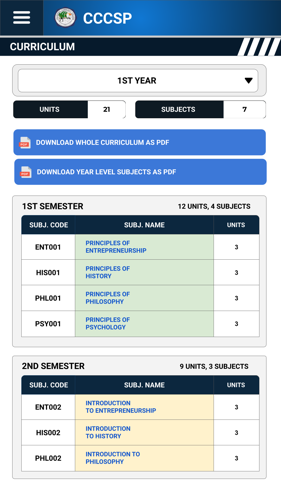 CCCSP
CURRICULUM
1ST YEAR
UNITS 21 SUBJECTS 7
DOWNLOAD WHOLE CURRICULUM AS PDF
DOWNLOAD YEAR LEVEL SUBJECTS AS PDF
1ST SEMESTER 12 UNITS, 4 SUBJECTS
SUBJ. CODE SUBJ. NAME UNITS
ENT001 PRINCIPLES OF ENTREPRENEURSHIP 3
HIS001 PRINCIPLES OF HISTORY 3
PHL001 PRINCIPLES OF PHILOSOPHY 3
PSY001 PRINCIPLES OF PSYCHOLOGY 3
2ND SEMESTER 9 UNITS, 3 SUBJECTS
SUBJ. CODE SUBJ. NAME UNITS
ENT002 INTRODUCTION TO ENTREPRENEURSHIP 3
HIS002 INTRODUCTION TO HISTORY 3
PHL002 INTRODUCTION TO PHILOSOPHY 3